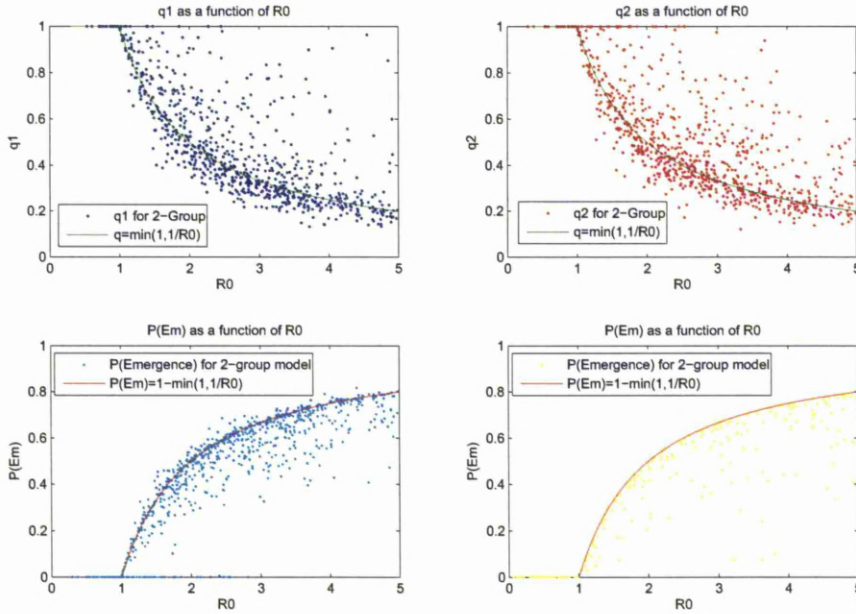 q1 as a function of R0
1
0.8
0.6
0.4
0.2
0
q1
q1 for 2-Group
q=min(1,1/R0)
0 1 2 3 4 5
R0
q2 as a function of R0
1
0.8
0.6
0.4
0.2
0
q2
q2 for 2-Group
q=min(1,1/R0)
0 1 2 3 4 5
R0
P(Em) as a function of R0
1
0.8
0.6
0.4
0.2
0
P(Em)
P(Emergence) for 2-group model
P(Em)=1-min(1,1/R0)
0 1 2 3 4 5
R0
P(Em) as a function of R0
1
0.8
0.6
0.4
0.2
0
P(Em)
P(Emergence) for 2-group model
P(Em)=1-min(1,1/R0)
0 1 2 3 4 5
R0